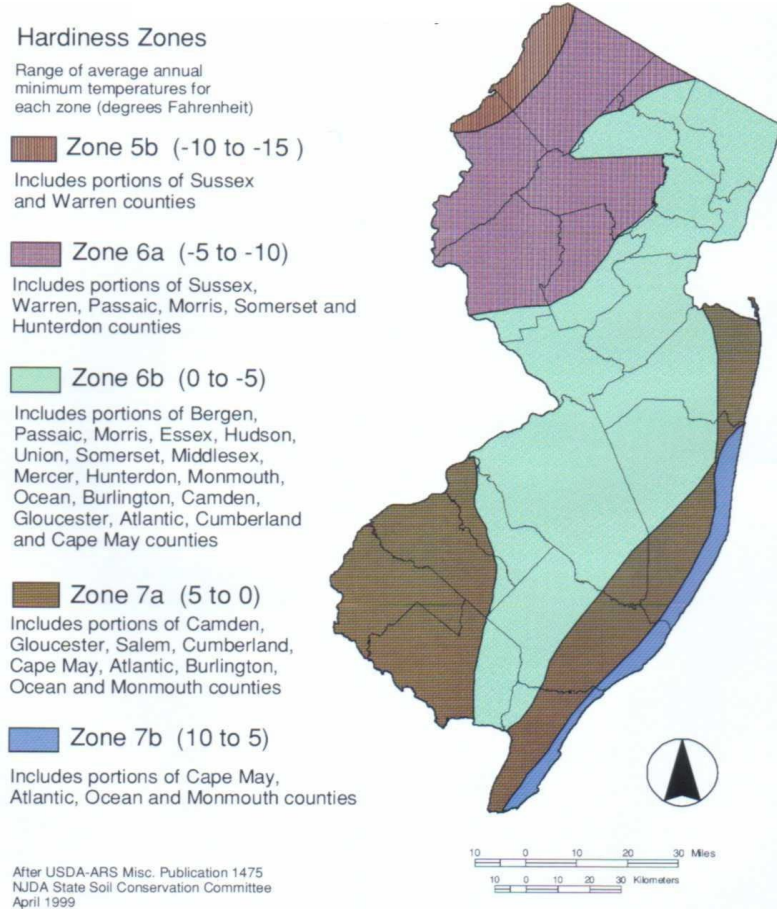 Hardiness Zones
Range of average annual
minimum temperatures for
each zone (degrees Fahrenheit)
Zone 5b (-10 to -15 )
Includes portions of Sussex
and Warren counties
Zone 6a (-5 to -10)
Includes portions of Sussex,
Warren, Passaic, Morris, Somerset and
Hunterdon counties
Zone 6b (0 to -5)
Includes portions of Bergen,
Passaic, Morris, Essex, Hudson,
Union, Somerset, Middlesex,
Mercer, Hunterdon, Monmouth,
Ocean, Burlington, Camden,
Gloucester, Atlantic, Cumberland
and Cape May counties
Zone 7a (5 to 0)
Includes portions of Camden,
Gloucester, Salem, Cumberland,
Cape May, Atlantic, Burlington,
Ocean and Monmouth counties
Zone 7b (10 to 5)
Includes portions of Cape May,
Atlantic, Ocean and Monmouth counties
After USDA-ARS Misc. Publication 1475
NJDA State Soil Conservation Committee
April 1999
10 0 10 20 30 Miles
10 0 10 20 30 Kilometers